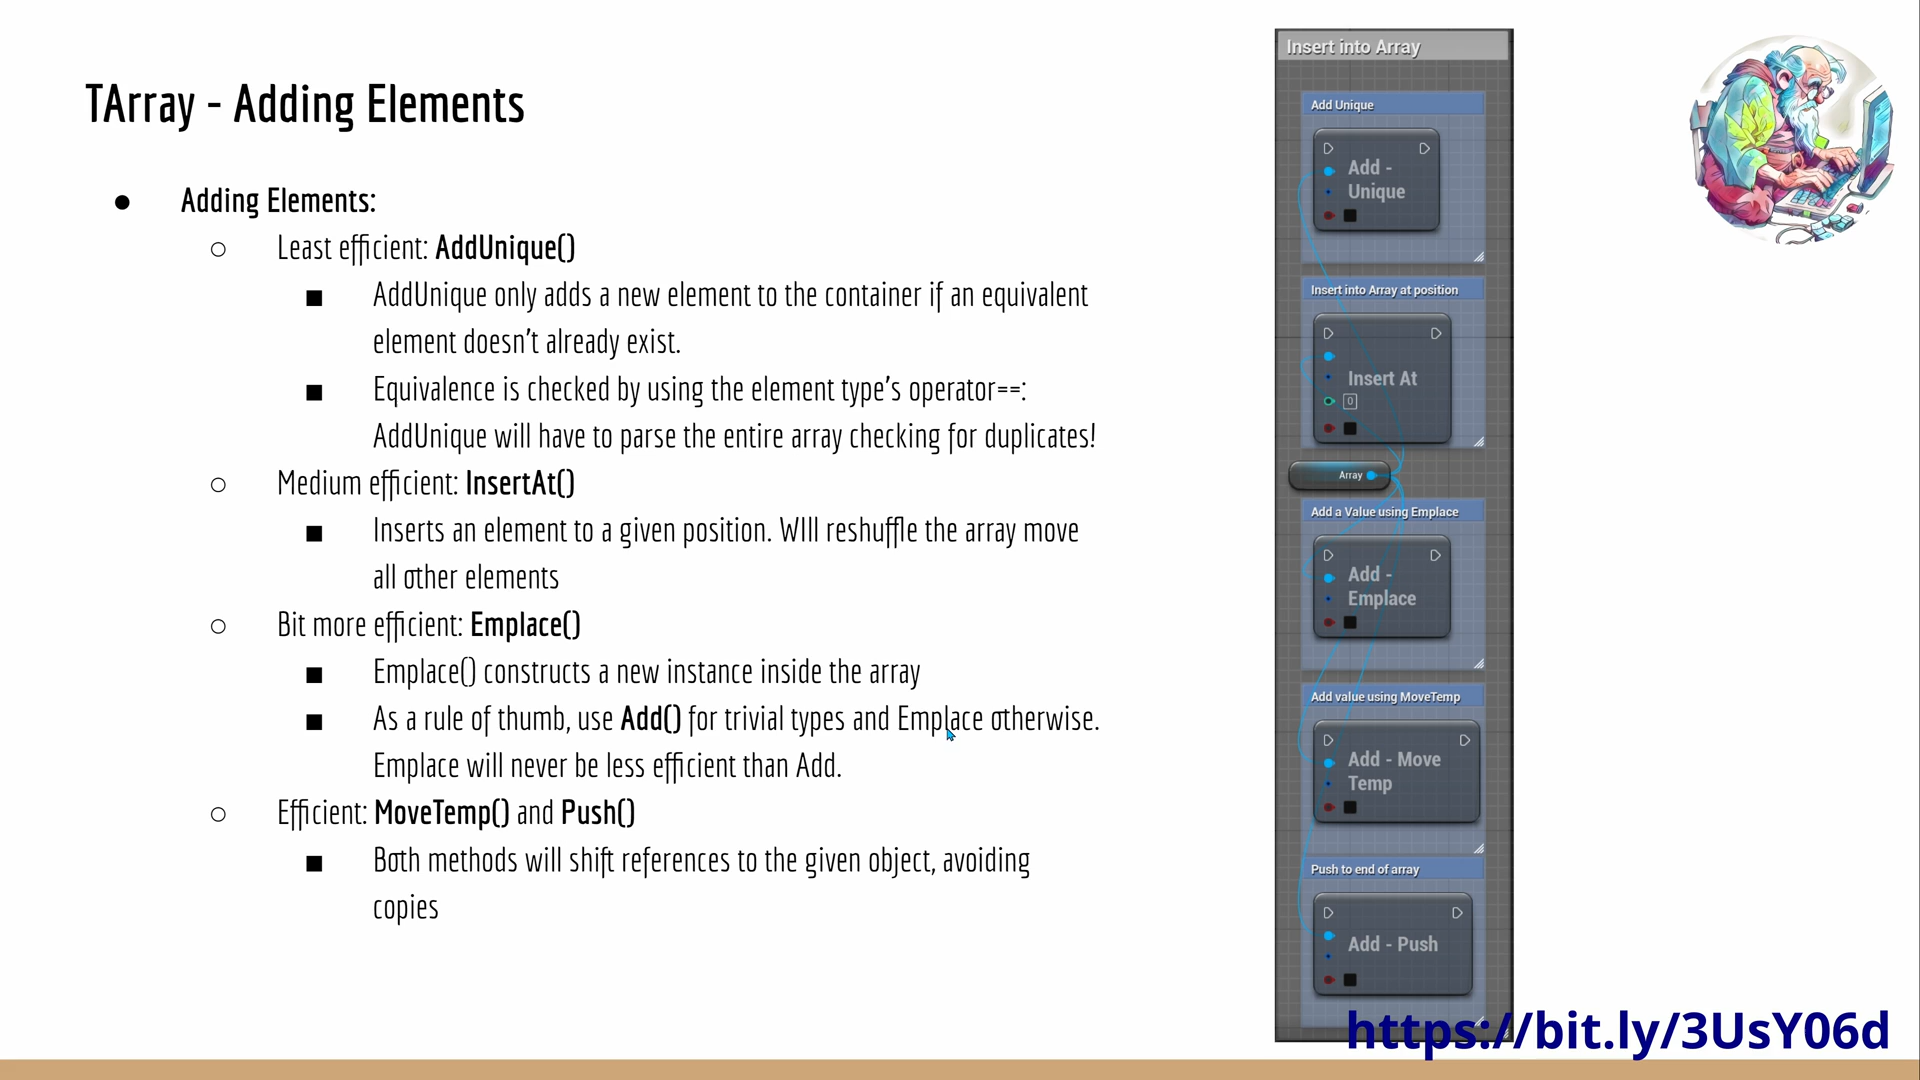 TArray - Adding Elements
● Adding Elements:
○ Least efficient: AddUnique()
■ AddUnique only adds a new element to the container if an equivalent
element doesn't already exist.
■ Equivalence is checked by using the element type's operator==:
AddUnique will have to parse the entire array checking for duplicates!
○ Medium efficient: InsertAt()
■ Inserts an element to a given position. WIll reshuffle the array move
all other elements
○ Bit more efficient: Emplace()
■ Emplace() constructs a new instance inside the array
■ As a rule of thumb, use Add() for trivial types and Emplace otherwise.
Emplace will never be less efficient than Add.
○ Efficient: MoveTemp() and Push()
■ Both methods will shift references to the given object, avoiding
copies
Insert into Array
Add Unique
Add -
Unique
Insert into Array at position
Insert At
0
Array
Add a Value using Emplace
Add -
Emplace
Add value using MoveTemp
Add - Move
Temp
Push to end of array
Add - Push
https://bit.ly/3UsY06d